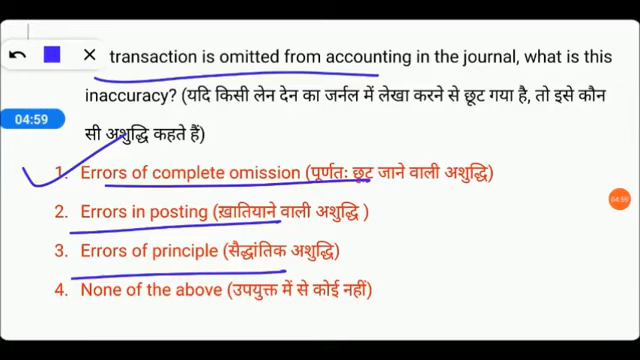 transaction is omitted from accounting in the journal, what is this
inaccuracy? (यदि किसी लेन देन का जर्नल में लेखा करने से छूट गया है, तो इसे कौन
04:59
सी अशुद्धि कहते हैं)
1. Errors of complete omission (पूर्णतः छूट जाने वाली अशुद्धि)
04:59
2. Errors in posting (ख़ातियाने वाली अशुद्धि )
3. Errors of principle (सैद्धांतिक अशुद्धि)
4. None of the above (उपयुक्त में से कोई नहीं)